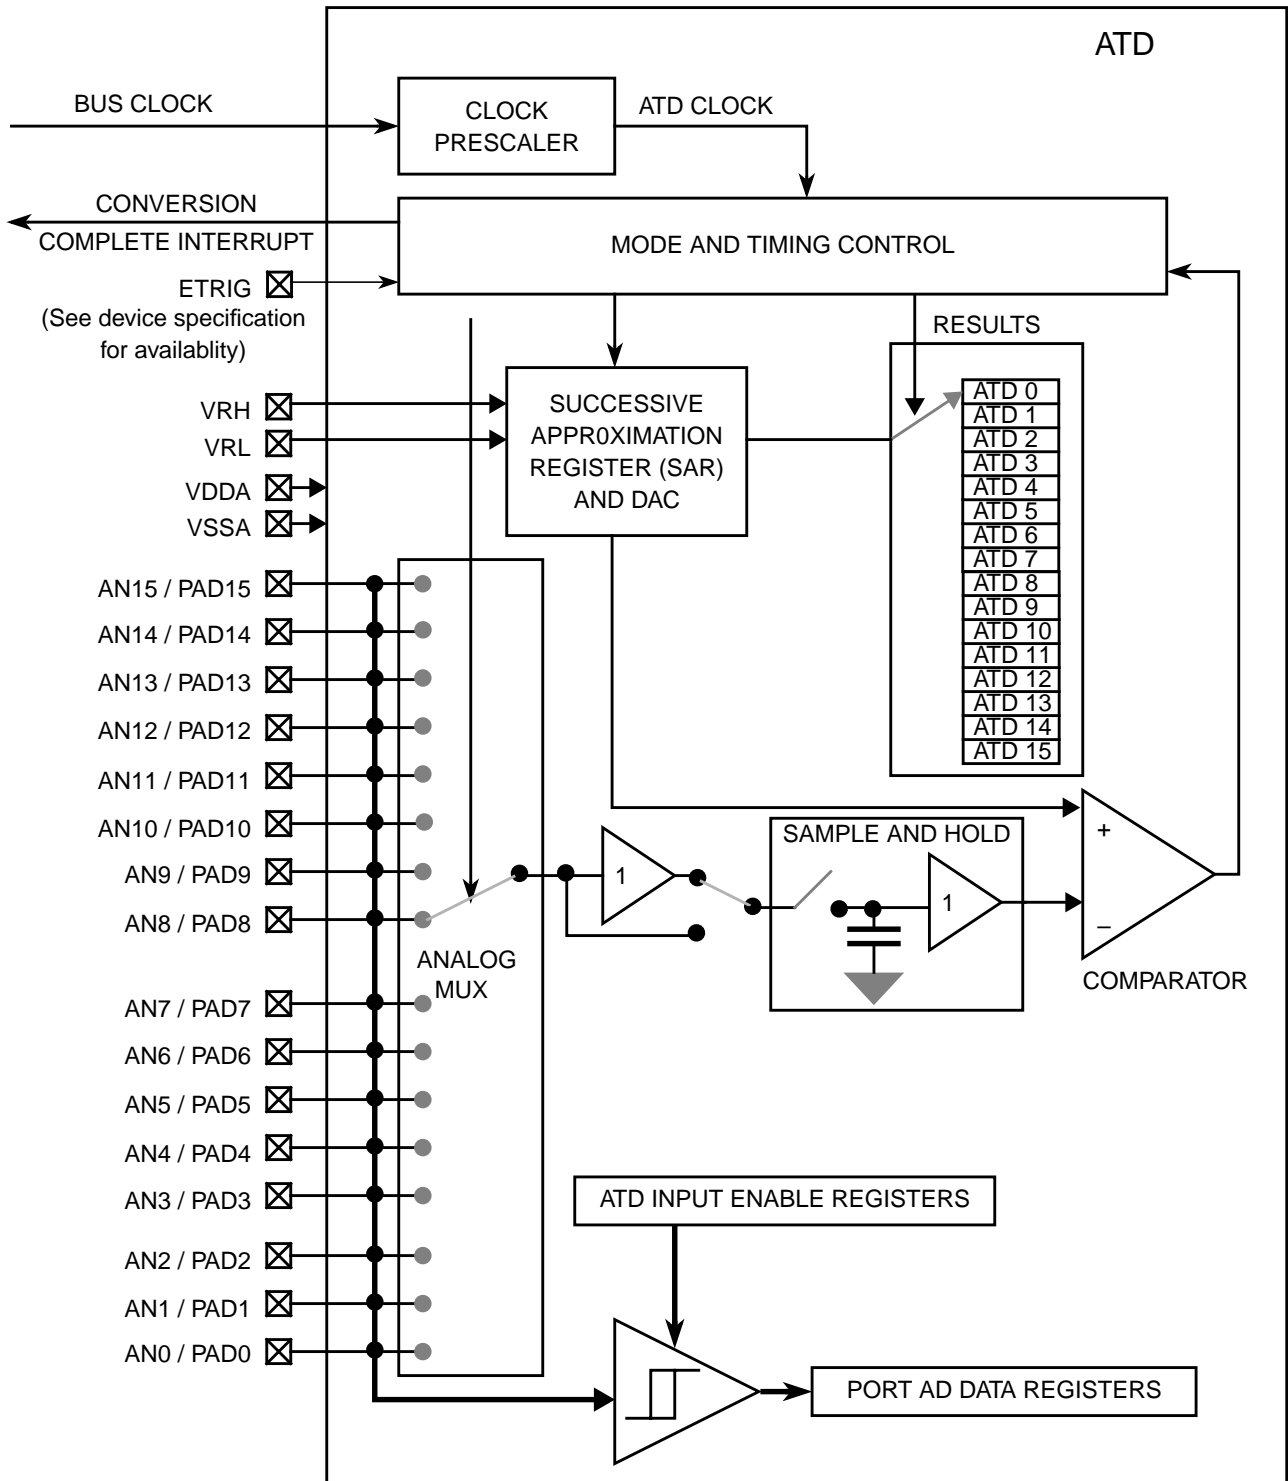 ATD
BUS CLOCK
CLOCK
PRESCALER
ATD CLOCK
CONVERSION
COMPLETE INTERRUPT
MODE AND TIMING CONTROL
ETRIG
(See device specification
for availablity)
RESULTS
VRH
VRL
VDDA
VSSA
SUCCESSIVE
APPR0XIMATION
REGISTER (SAR)
AND DAC
ATD 0
ATD 1
ATD 2
ATD 3
ATD 4
ATD 5
ATD 6
ATD 7
ATD 8
ATD 9
ATD 10
ATD 11
ATD 12
ATD 13
ATD 14
ATD 15
AN15 / PAD15
AN14 / PAD14
AN13 / PAD13
AN12 / PAD12
AN11 / PAD11
AN10 / PAD10
AN9 / PAD9
AN8 / PAD8
AN7 / PAD7
AN6 / PAD6
AN5 / PAD5
AN4 / PAD4
AN3 / PAD3
AN2 / PAD2
AN1 / PAD1
AN0 / PAD0
ANALOG
MUX
1
SAMPLE AND HOLD
1
+
–
COMPARATOR
ATD INPUT ENABLE REGISTERS
PORT AD DATA REGISTERS